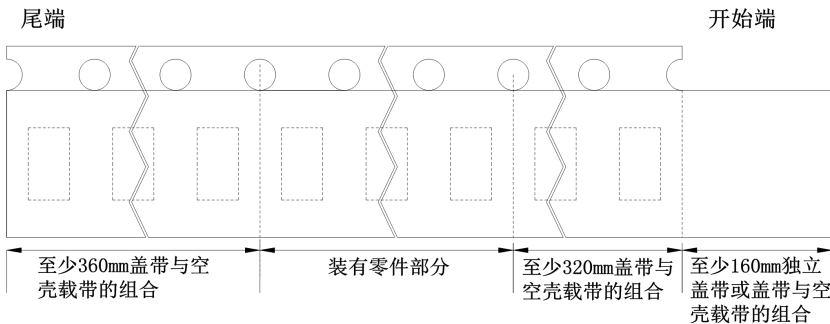 尾端
开始端
至少360mm盖带与空
壳载带的组合
装有零件部分
至少320mm盖带与
空壳载带的组合
至少160mm独立
盖带或盖带与空
壳载带的组合